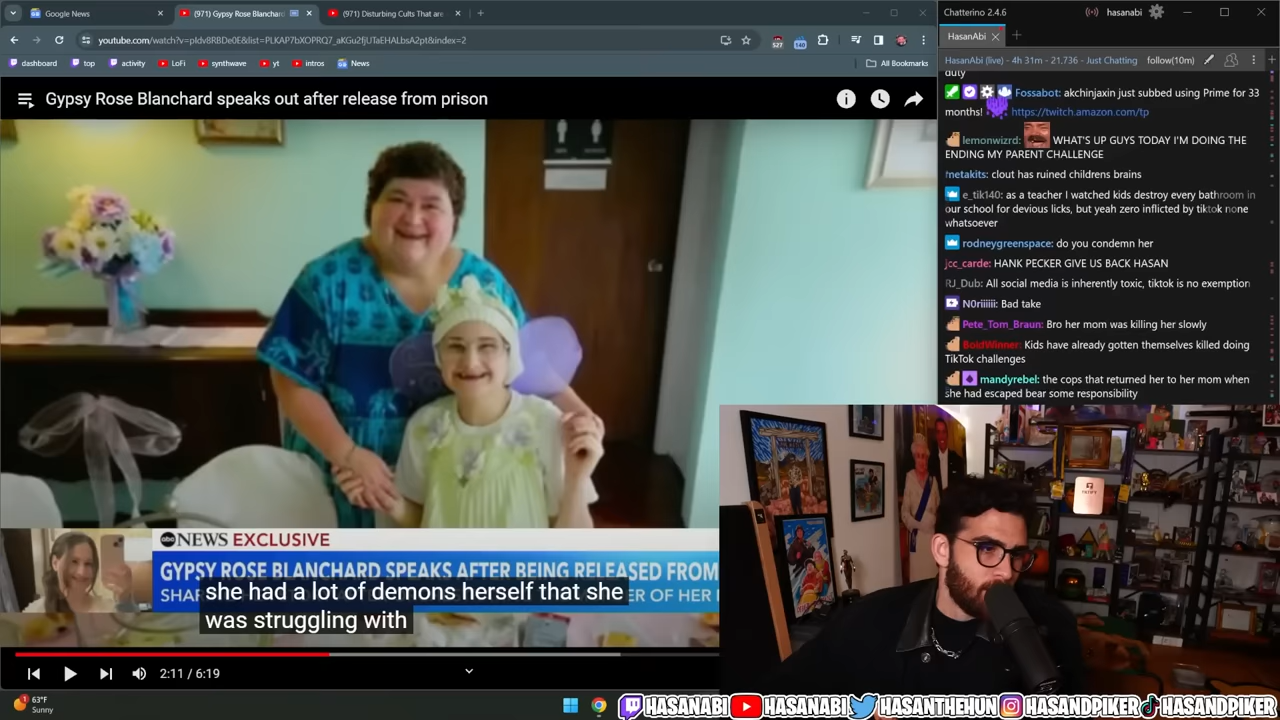 Google News
(971) Gypsy Rose Blanchard
(971) Disturbing Cults That are
youtube.com/watch?v=pIdv8RBDe0E&list=PLKAP7bXOPRQ7_aKGu2fjUTaEHALbsA2pt&index=2
527
140
dashboard
top
activity
LoFi
synthwave
yt
intros
News
All Bookmarks
Gypsy Rose Blanchard speaks out after release from prison
abc NEWS EXCLUSIVE
GYPSY ROSE BLANCHARD SPEAKS AFTER BEING RELEASED FROM
she had a lot of demons herself that she
was struggling with
2:11 / 6:19
Chatterino 2.4.6
hasanabi
HasanAbi
HasanAbi (live) - 4h 31m - 21.736 - Just Chatting
follow(10m)
duty
Fossabot: akchinjaxin just subbed using Prime for 33
months! https://twitch.amazon.com/tp
lemonwizrd: WHAT'S UP GUYS TODAY I'M DOING THE
ENDING MY PARENT CHALLENGE
netakits: clout has ruined childrens brains
e_tik140: as a teacher I watched kids destroy every bathroom in
our school for devious licks, but yeah zero inflicted by tiktok none
whatsoever
rodneygreenspace: do you condemn her
jcc_carde: HANK PECKER GIVE US BACK HASAN
RJ_Dub: All social media is inherently toxic, tiktok is no exemption
N0riiiiii: Bad take
Pete_Tom_Braun: Bro her mom was killing her slowly
BoldWinner: Kids have already gotten themselves killed doing
TikTok challenges
mandyrebel: the cops that returned her to her mom when
she had escaped bear some responsibility
1
63°F
Sunny
HASANABI
HASANABI
HASANTHEHUN
HASANDPIKER
HASANDPIKER